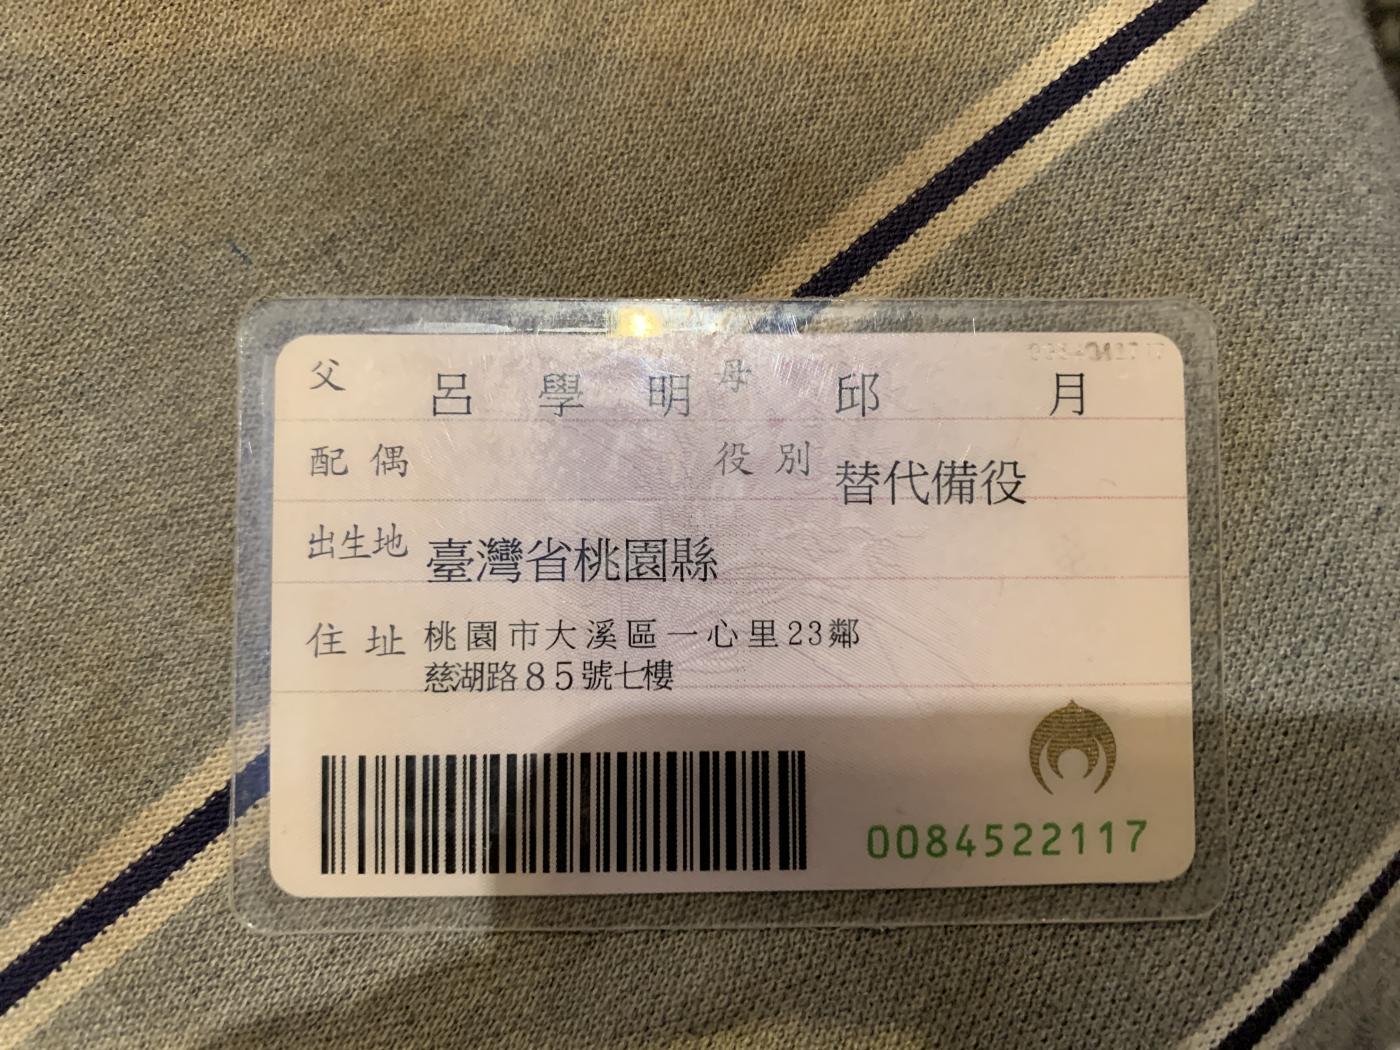 父 呂學明 母 邱月
配偶 役別 替代備役
出生地 臺灣省桃園縣
住址 桃園市大溪區一心里23鄰
慈湖路85號七樓
0084522117